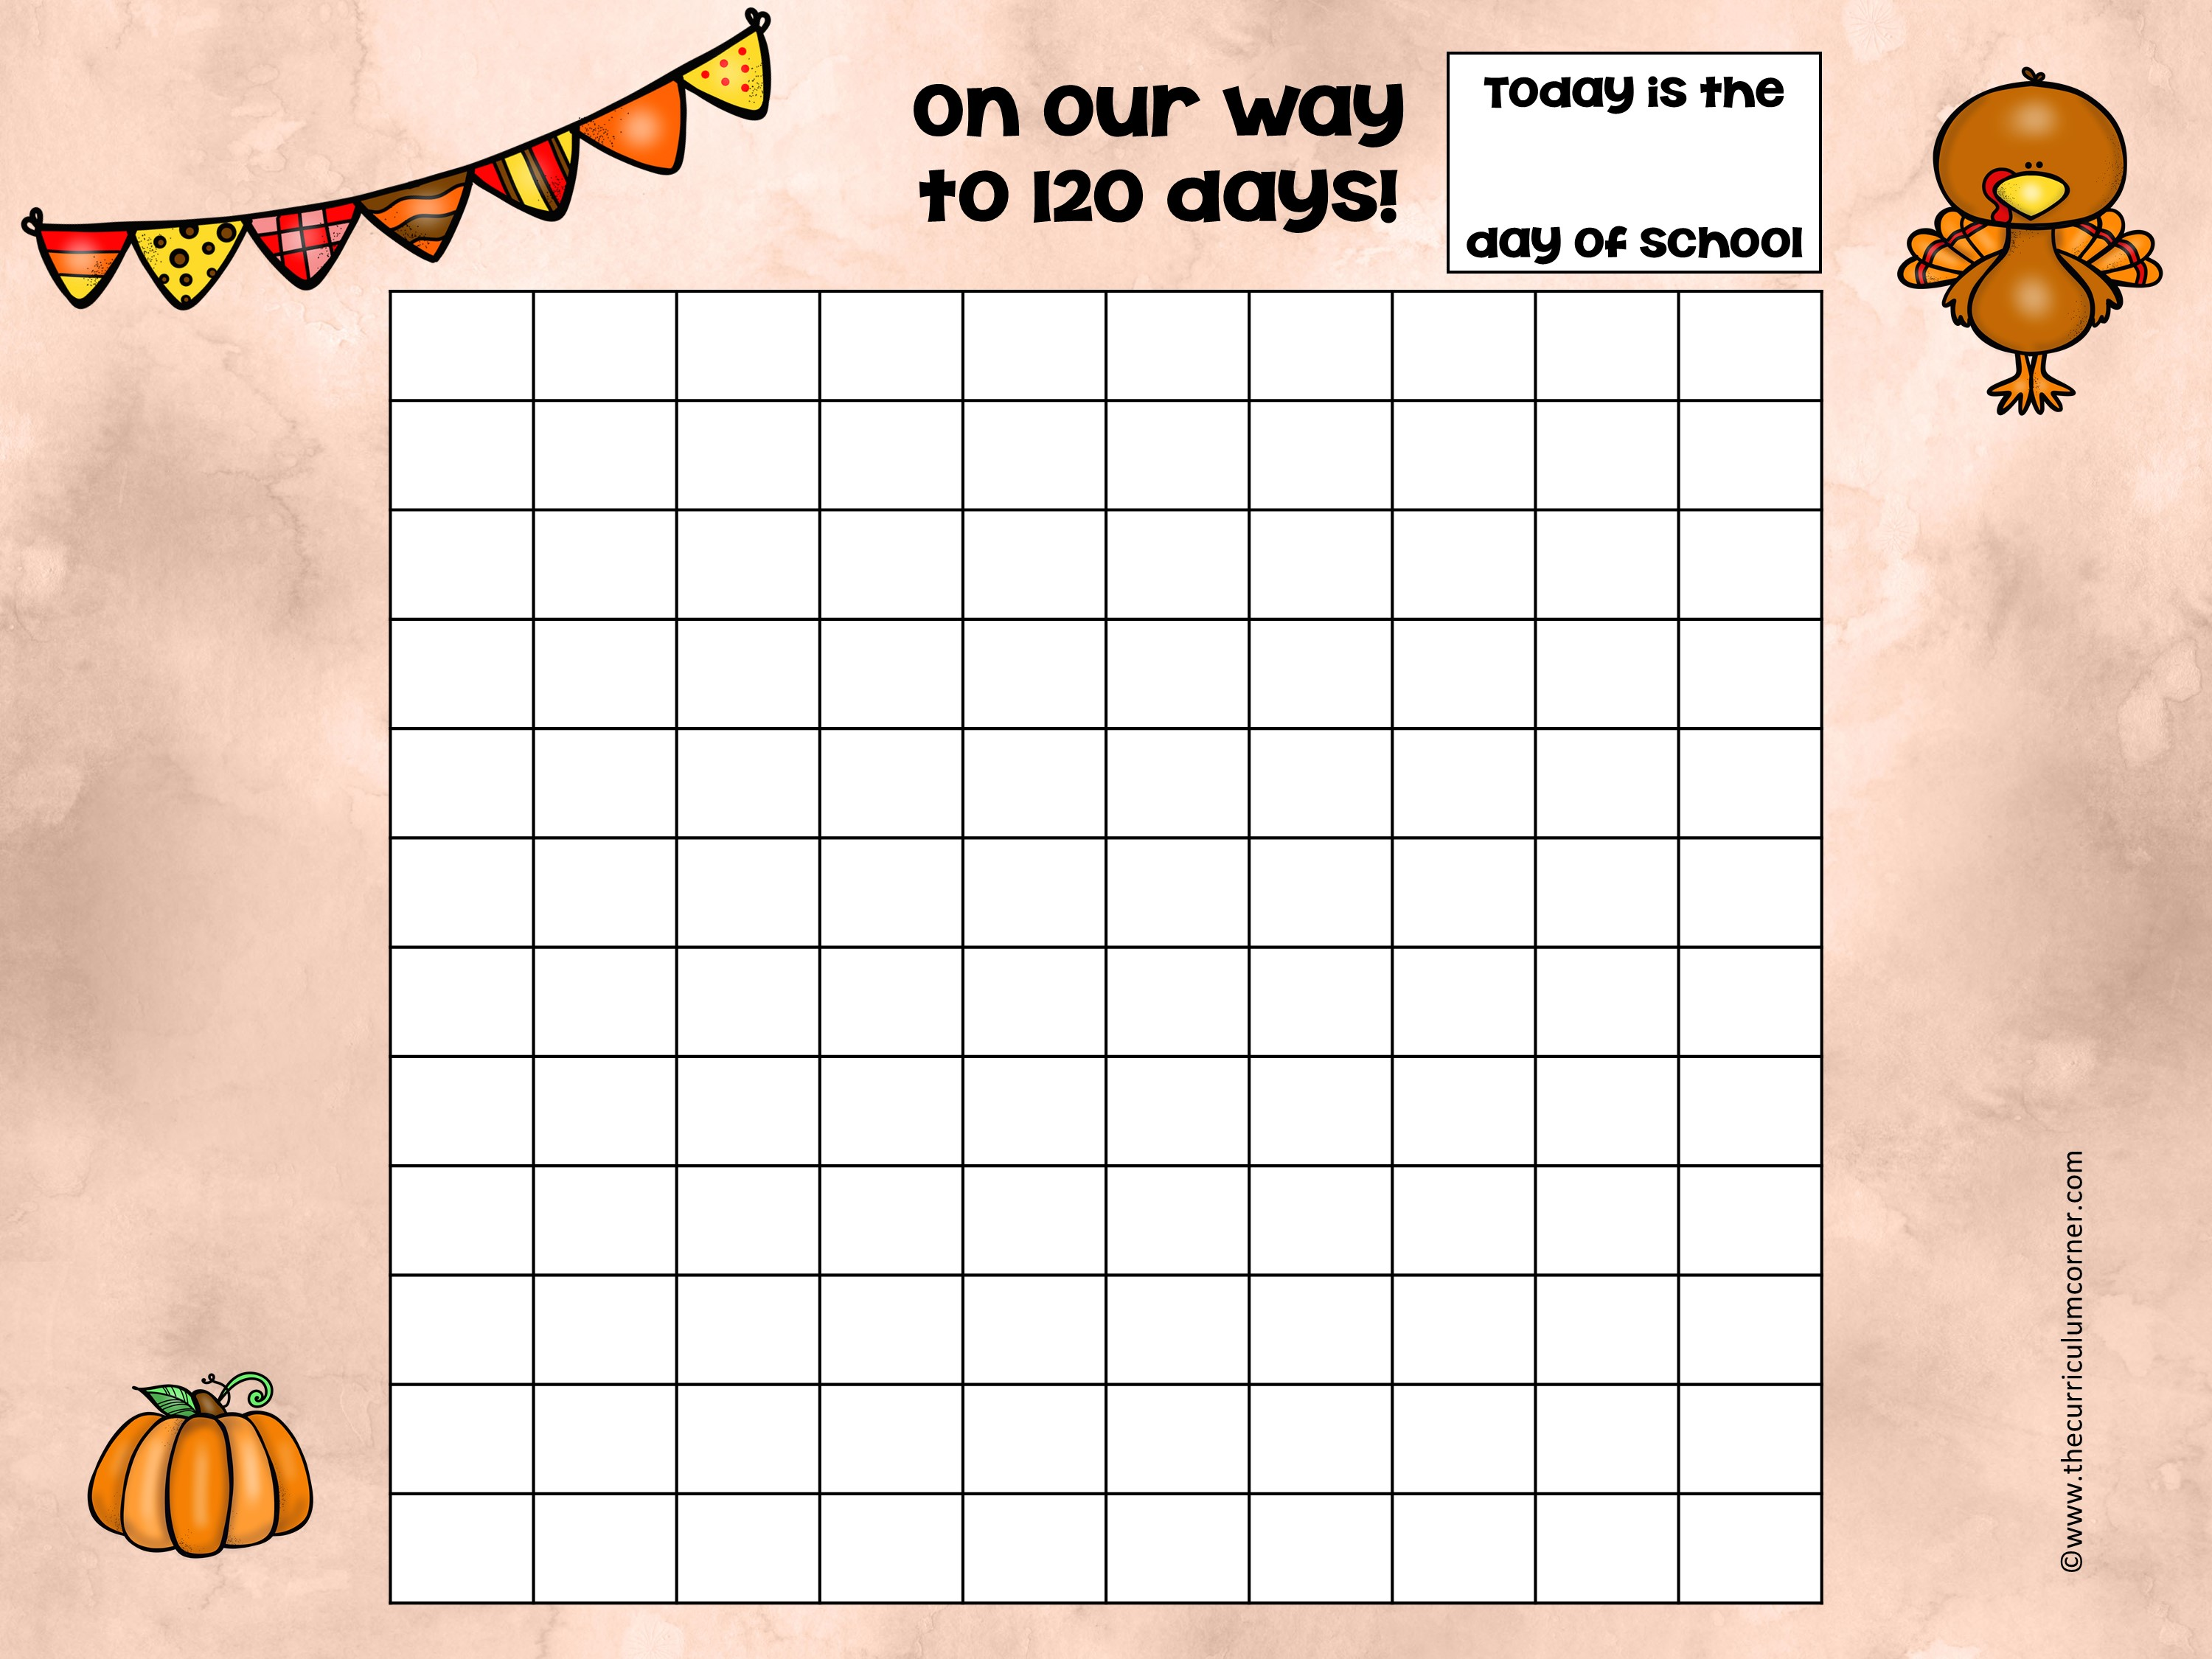 on our way
to 120 days!
Today is the
day of school
©www.thecurriculumcorner.com